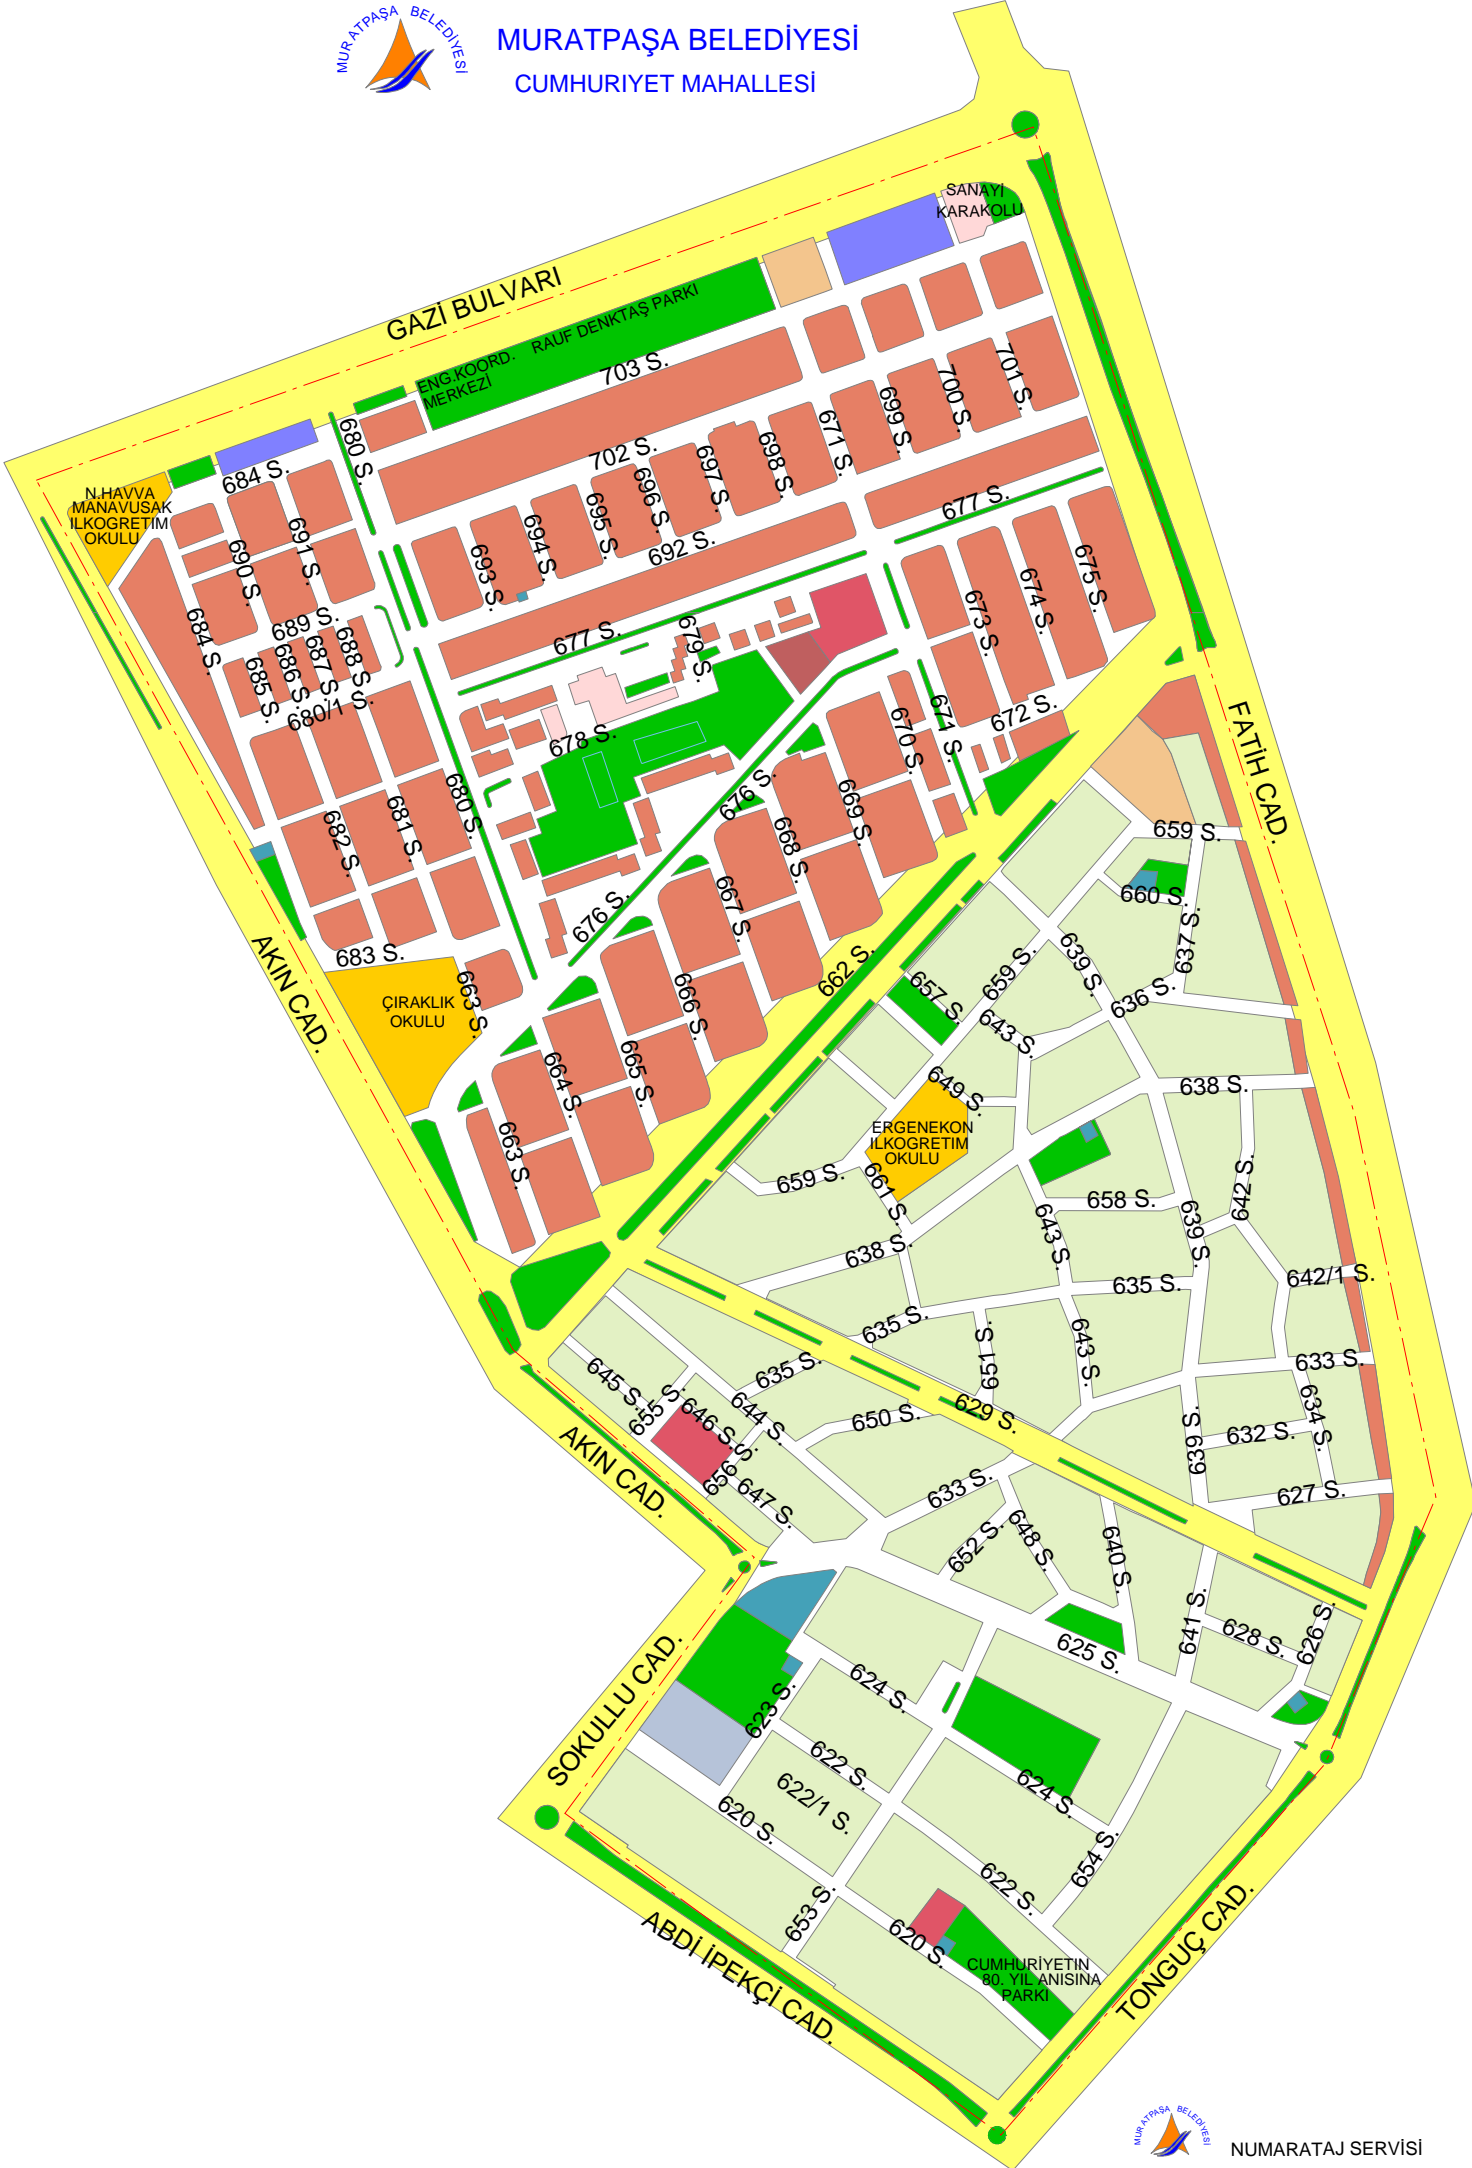 MURATPAŞA BELEDİYESİ
MURATPAŞA BELEDİYESİ
CUMHURIYET MAHALLESİ
SANAYİ
KARAKOLU
GAZİ BULVARI
RAUF DENKTAŞ PARKI
ENG.KOORD.
MERKEZİ
703 S.
701 S.
700 S.
699 S.
671 S.
698 S.
697 S.
696 S.
695 S.
694 S.
693 S.
702 S.
680 S.
684 S.
N.HAVVA
MANAVUSAK
ILKOGRETIM
OKULU
691 S.
690 S.
692 S.
677 S.
675 S.
674 S.
673 S.
689 S.
688 S.
687 S.
686 S.
685 S.
684 S.
680/1 S.
677 S.
679 S.
678 S.
672 S.
671 S.
670 S.
669 S.
668 S.
667 S.
666 S.
665 S.
664 S.
663 S.
663 S.
676 S.
676 S.
680 S.
681 S.
682 S.
683 S.
ÇIRAKLIK
OKULU
AKIN CAD.
FATİH CAD.
662 S.
659 S.
660 S.
637 S.
639 S.
636 S.
659 S.
657 S.
643 S.
649 S.
638 S.
ERGENEKON
ILKOGRETIM
OKULU
659 S.
661 S.
658 S.
642 S.
639 S.
643 S.
638 S.
642/1 S.
635 S.
635 S.
635 S.
651 S.
643 S.
633 S.
634 S.
632 S.
639 S.
627 S.
629 S.
650 S.
645 S.
655 S.
646 S.
644 S.
656 S.
647 S.
AKIN CAD.
633 S.
652 S.
648 S.
640 S.
641 S.
628 S.
626 S.
625 S.
SOKULLU CAD.
624 S.
623 S.
622 S.
622/1 S.
620 S.
624 S.
654 S.
622 S.
653 S.
620 S.
CUMHURİYETIN
80. YIL ANISINA
PARKI
ABDİ İPEKÇİ CAD.
TONGUÇ CAD.
MURATPAŞA BELEDİYESİ
NUMARATAJ SERVİSİ